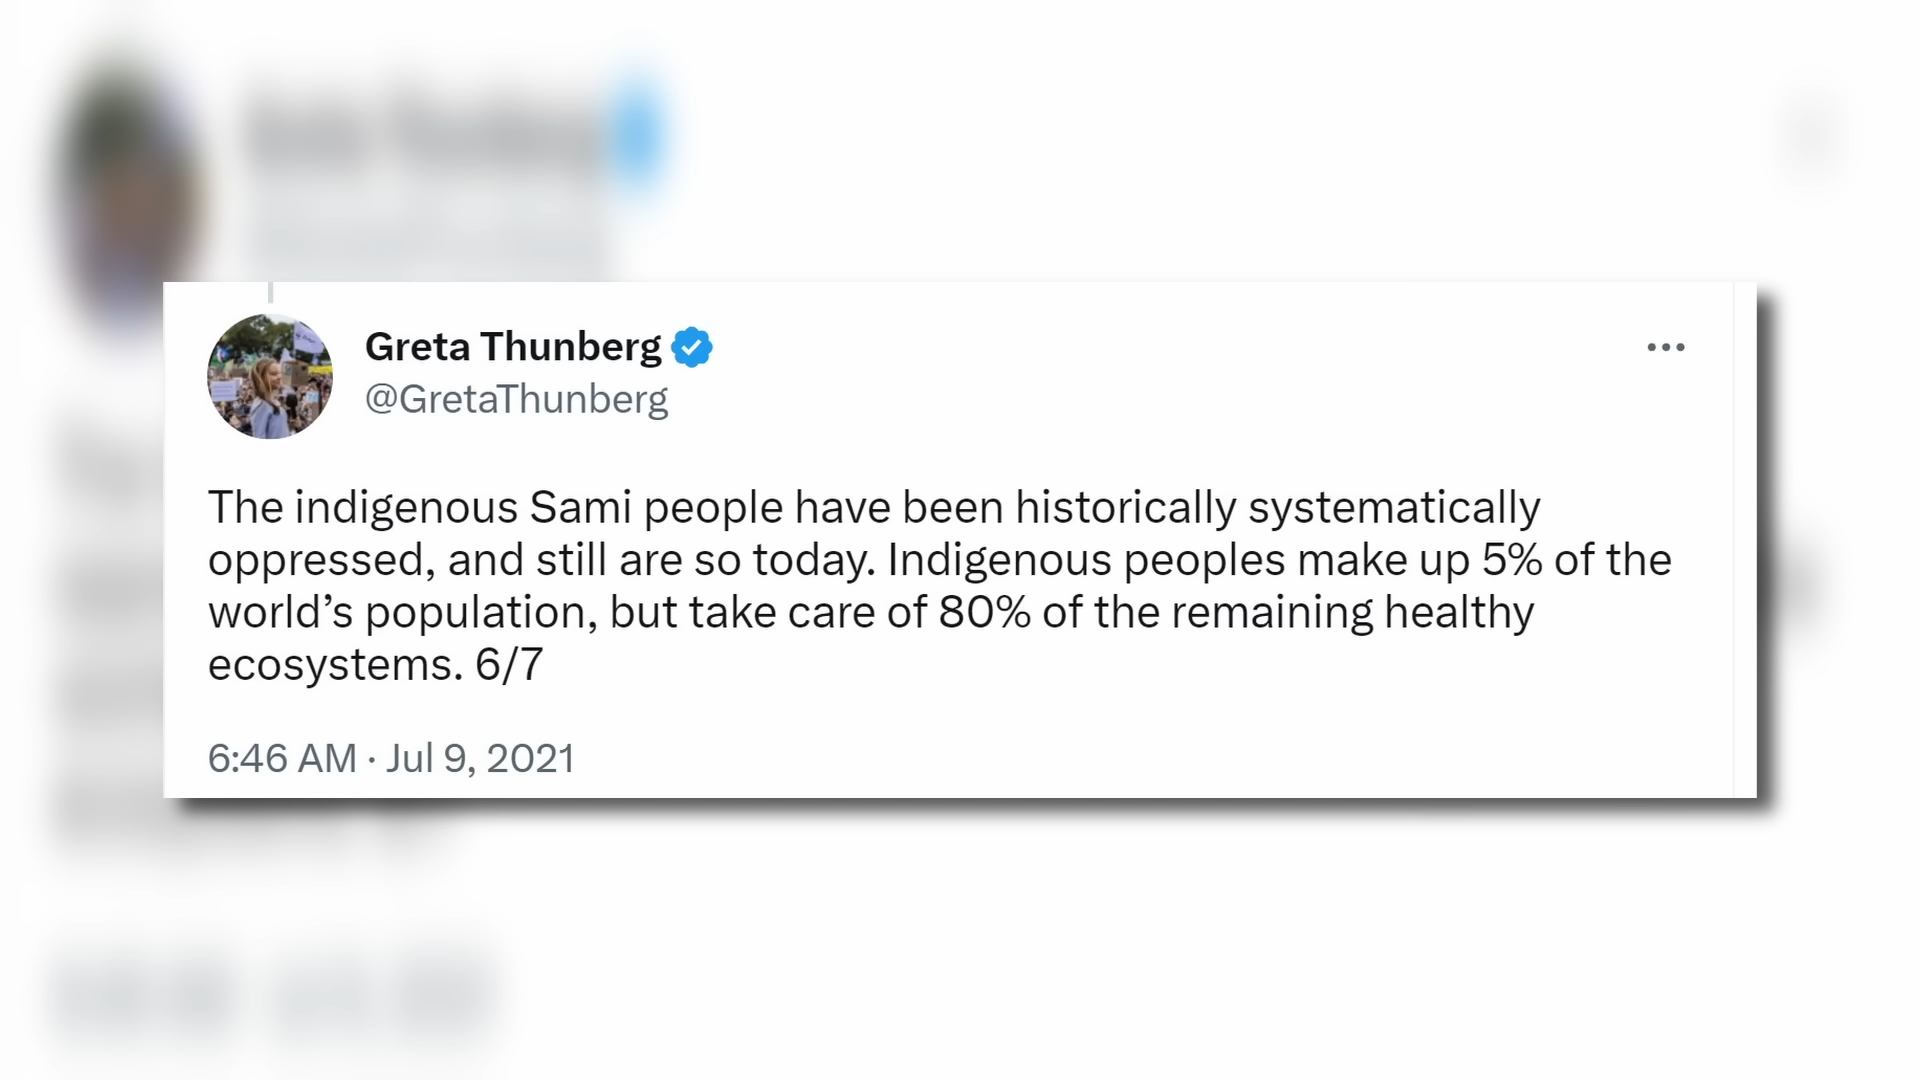 Greta Thunberg
@GretaThunberg
The indigenous Sami people have been historically systematically
oppressed, and still are so today. Indigenous peoples make up 5% of the
world’s population, but take care of 80% of the remaining healthy
ecosystems. 6/7
6:46 AM · Jul 9, 2021